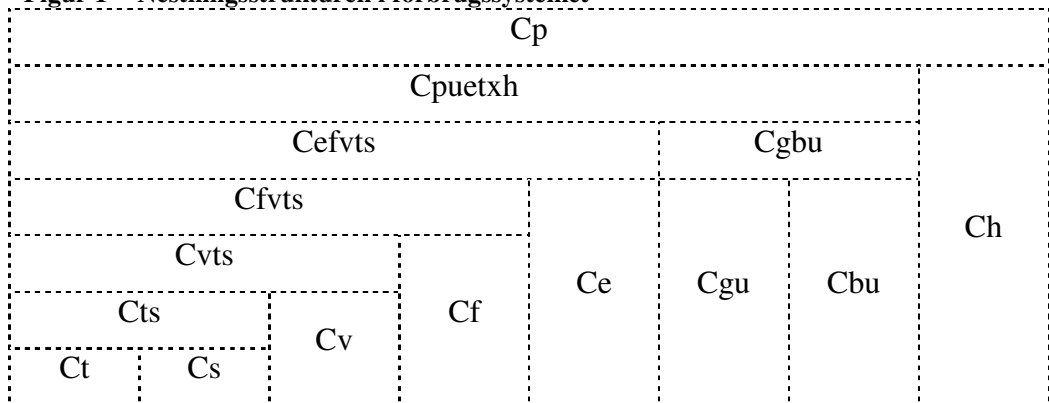 Cp
Cpuetxh
Cefvts Cgbu
Cfvts
Ch
Cvts
Ce Cgu Cbu
Cts Cf
Cv
Ct Cs